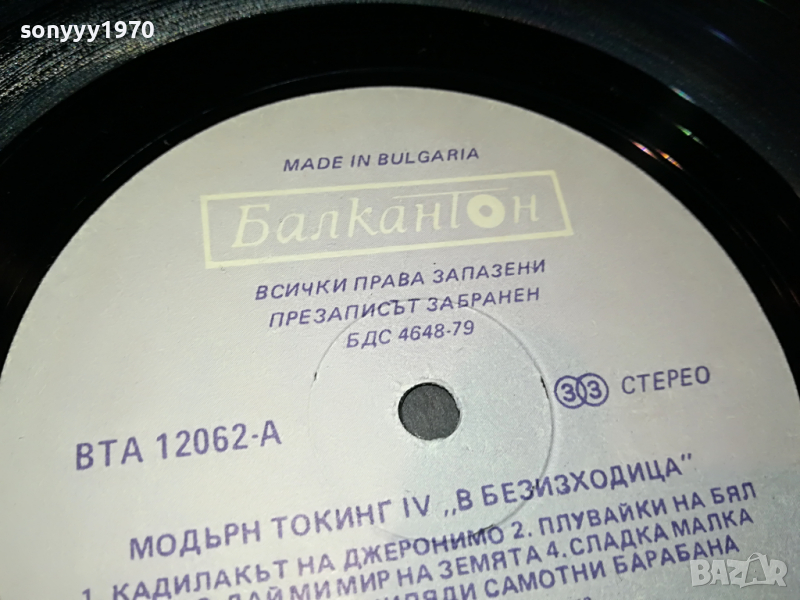 sonyyy1970
MADE IN BULGARIA
БалканТон
ВСИЧКИ ПРАВА ЗАПАЗЕНИ
ПРЕЗАПИСЪТ ЗАБРАНЕН
БДС 4648-79
33 СТЕРЕО
ВТА 12062-А
МОДЪРН ТОКИНГ IV „В БЕЗИЗХОДИЦА"
1. КАДИЛАКЪТ НА ДЖЕРОНИМО 2. ПЛУВАЙКИ НА БЯЛ
ДАЙ МИ МИР НА ЗЕМЯТА 4. СЛАДКА МАЛКА
САМОТНИ БАРАБАНА
BAZAR